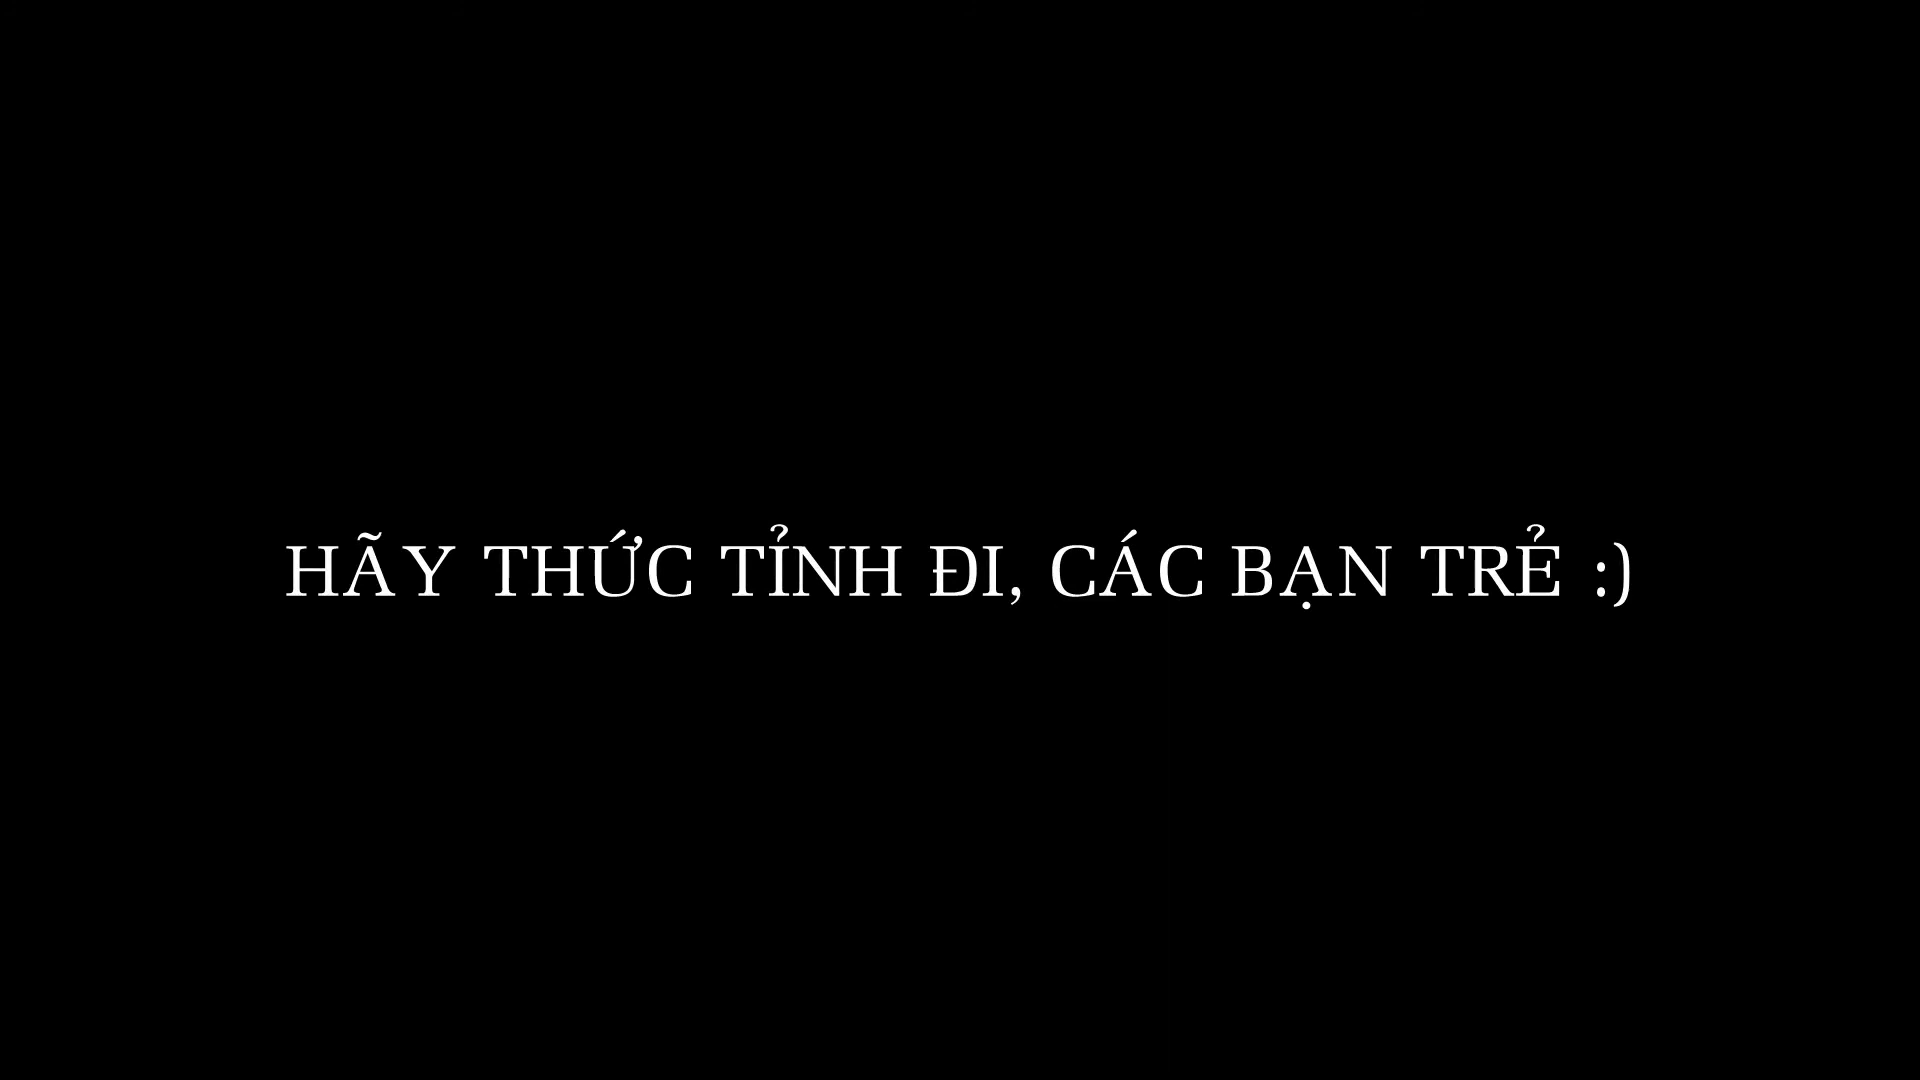 HÃY THỨC TỈNH ĐI, CÁC BẠN TRẺ :)